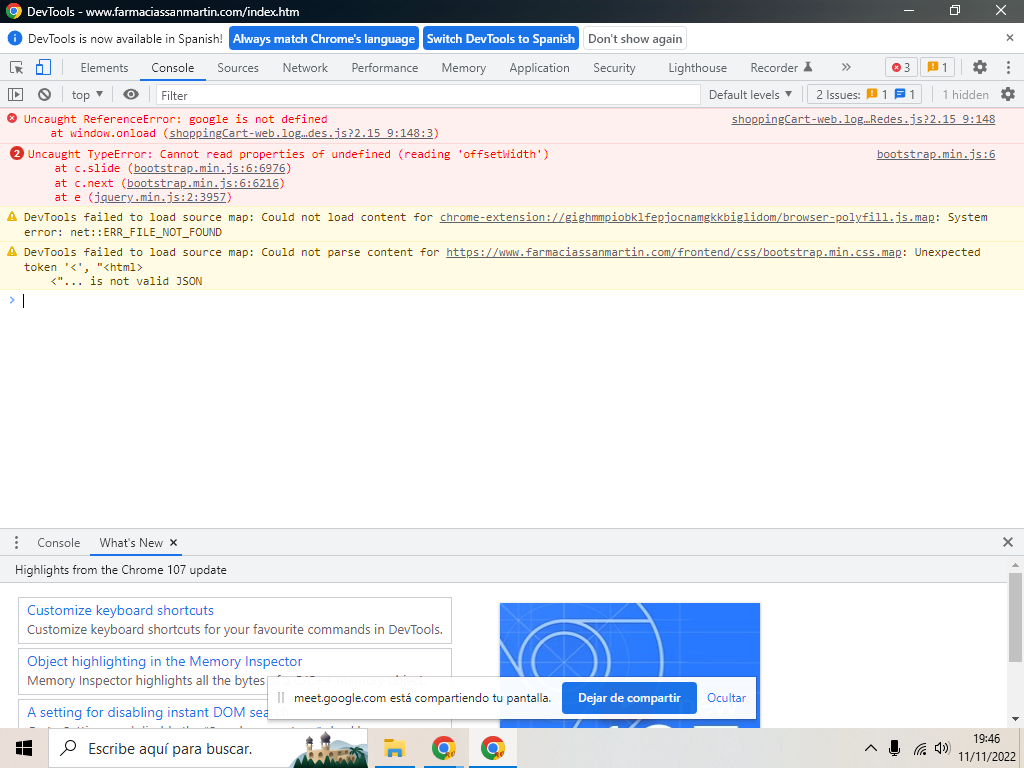 DevTools - www.farmaciassanmartin.com/index.htm
DevTools is now available in Spanish! Always match Chrome's language Switch DevTools to Spanish Don't show again
Elements Console Sources Network Performance Memory Application Security Lighthouse Recorder 3 1
top Filter Default levels 2 Issues: 1 1 1 hidden
Uncaught ReferenceError: google is not defined shoppingCart-web.log…Redes.js?2.15 9:148
at window.onload (shoppingCart-web.log…des.js?2.15 9:148:3)
2 Uncaught TypeError: Cannot read properties of undefined (reading 'offsetWidth') bootstrap.min.js:6
at c.slide (bootstrap.min.js:6:6976)
at c.next (bootstrap.min.js:6:6216)
at e (jquery.min.js:2:3957)
DevTools failed to load source map: Could not load content for chrome-extension://gighmmpiobklfepjocnamgkkbiglidom/browser-polyfill.js.map: System
error: net::ERR_FILE_NOT_FOUND
DevTools failed to load source map: Could not parse content for https://www.farmaciassanmartin.com/frontend/css/bootstrap.min.css.map: Unexpected
token '<', "<html>
<"... is not valid JSON
Console What's New
Highlights from the Chrome 107 update
Customize keyboard shortcuts
Customize keyboard shortcuts for your favourite commands in DevTools.
Object highlighting in the Memory Inspector
Memory Inspector highlights all the bytes
A setting for disabling instant DOM sea
meet.google.com está compartiendo tu pantalla. Dejar de compartir Ocultar
Escribe aquí para buscar.
19:46
11/11/2022